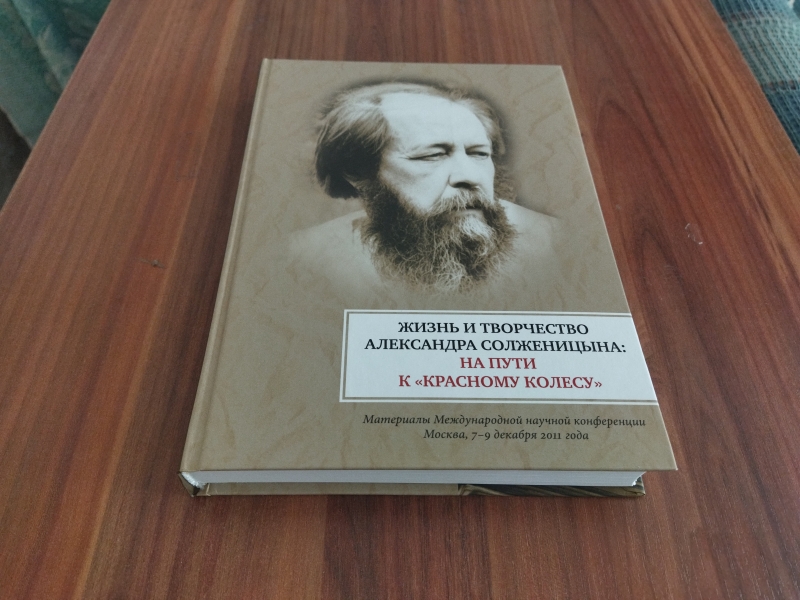 ЖИЗНЬ И ТВОРЧЕСТВО
АЛЕКСАНДРА СОЛЖЕНИЦЫНА:
НА ПУТИ
К «КРАСНОМУ КОЛЕСУ»
Материалы Международной научной конференции
Москва, 7–9 декабря 2011 года